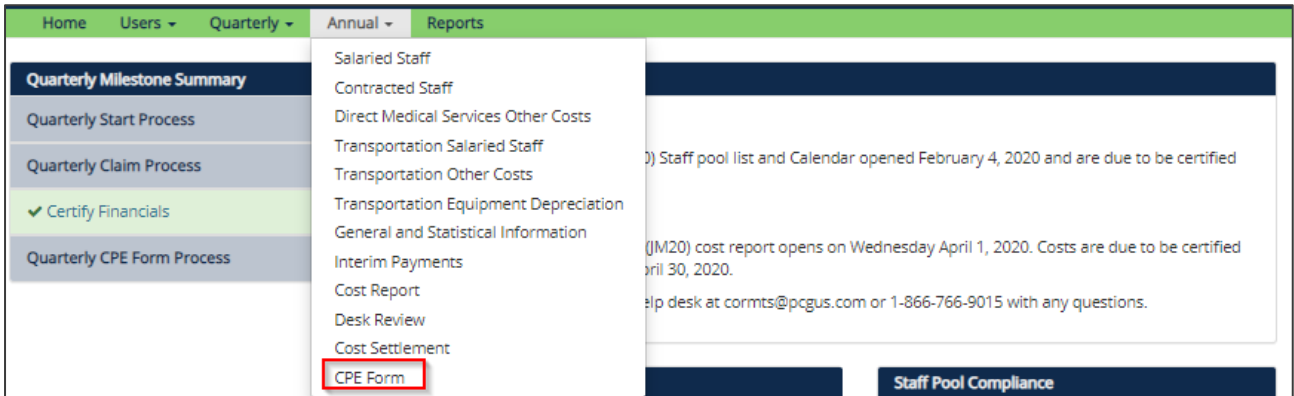 Home Users Quarterly Annual Reports
Quarterly Milestone Summary
Quarterly Start Process
Quarterly Claim Process
✔ Certify Financials
Quarterly CPE Form Process
Salaried Staff
Contracted Staff
Direct Medical Services Other Costs
Transportation Salaried Staff
Transportation Other Costs
Transportation Equipment Depreciation
General and Statistical Information
Interim Payments
Cost Report
Desk Review
Cost Settlement
CPE Form
0) Staff pool list and Calendar opened February 4, 2020 and are due to be certified
(JM20) cost report opens on Wednesday April 1, 2020. Costs are due to be certified
pril 30, 2020.
elp desk at cormts@pcgus.com or 1-866-766-9015 with any questions.
Staff Pool Compliance